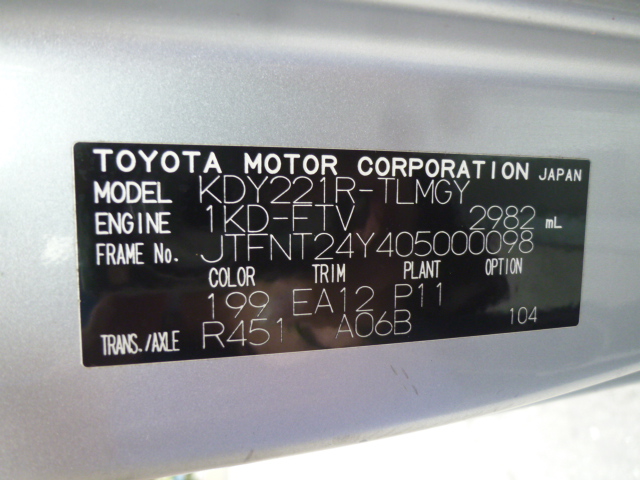 TOYOTA MOTOR CORPORATION JAPAN
MODEL KDY221R-TLMGY
ENGINE 1KD-FTV 2982 mL
FRAME No. JTFNT24Y405000098
COLOR TRIM PLANT OPTION
199 EA12 P11
TRANS./AXLE R451 A06B 104